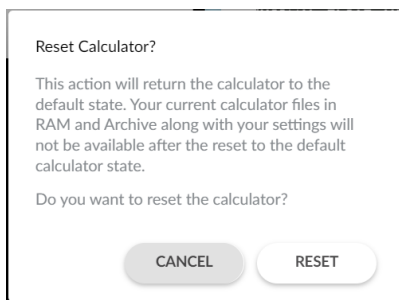 Reset Calculator?
This action will return the calculator to the
default state. Your current calculator files in
RAM and Archive along with your settings will
not be available after the reset to the default
calculator state.
Do you want to reset the calculator?
CANCEL RESET